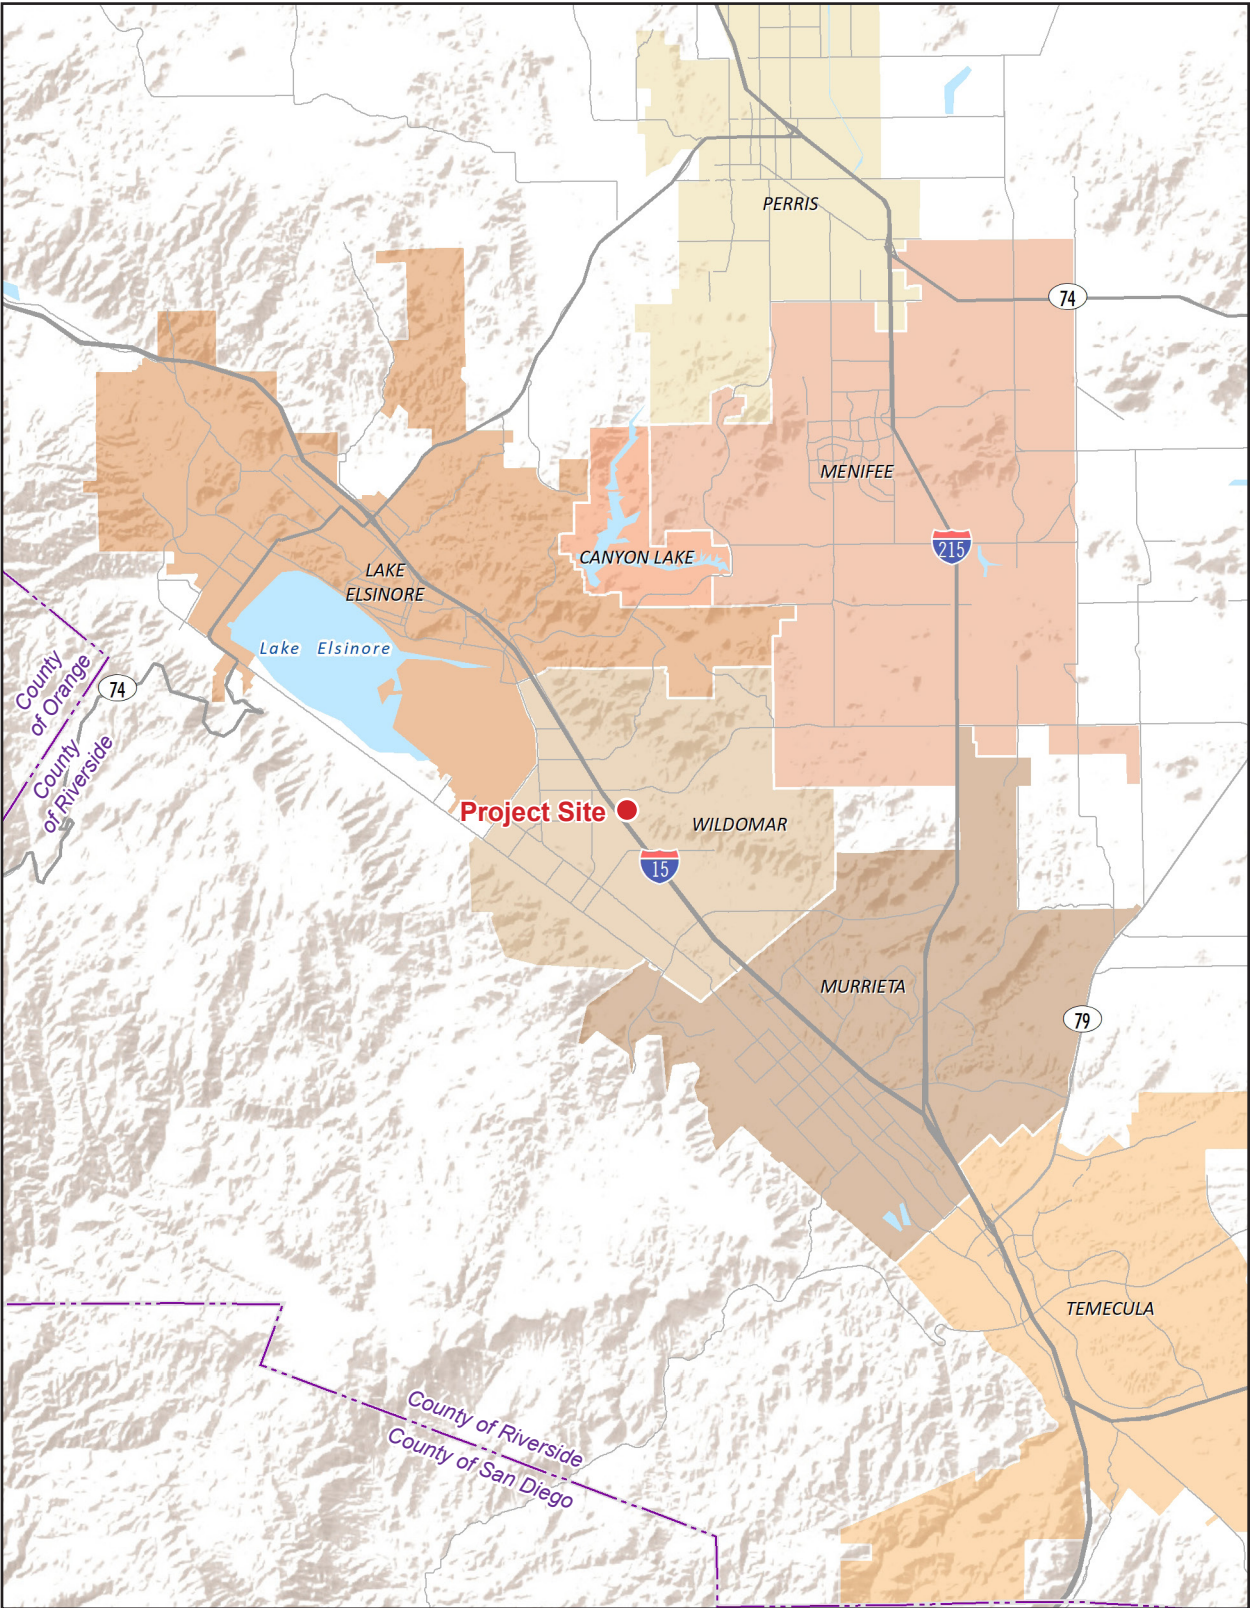 PERRIS
74
MENIFEE
215
CANYON LAKE
LAKE
ELSINORE
Lake Elsinore
County
of Orange
74
County
of Riverside
Project Site
WILDOMAR
15
MURRIETA
79
TEMECULA
County of Riverside
County of San Diego